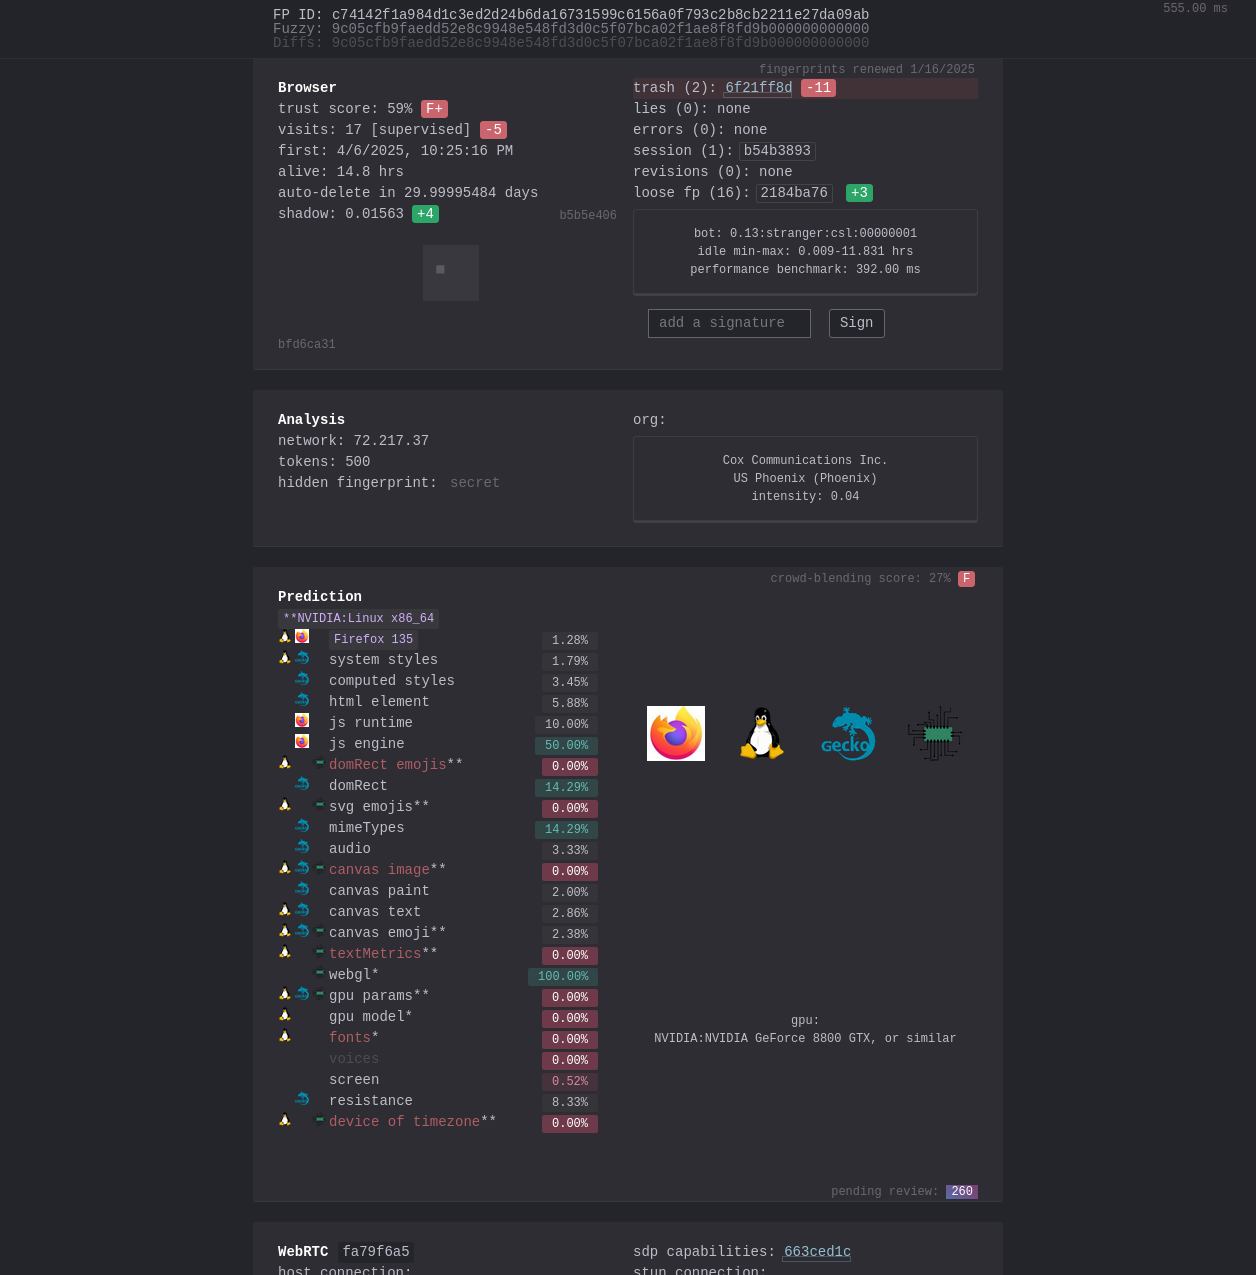 555.00 ms
FP ID: c74142f1a984d1c3ed2d24b6da16731599c6156a0f793c2b8cb2211e27da09ab
Fuzzy: 9c05cfb9faedd52e8c9948e548fd3d0c5f07bca02f1ae8f8fd9b000000000000
Diffs: 9c05cfb9faedd52e8c9948e548fd3d0c5f07bca02f1ae8f8fd9b000000000000
fingerprints renewed 1/16/2025
Browser
trust score: 59% F+
visits: 17 [supervised] -5
first: 4/6/2025, 10:25:16 PM
alive: 14.8 hrs
auto-delete in 29.99995484 days
shadow: 0.01563 +4
b5b5e406
bfd6ca31
trash (2): 6f21ff8d -11
lies (0): none
errors (0): none
session (1): b54b3893
revisions (0): none
loose fp (16): 2184ba76 +3
bot: 0.13:stranger:csl:00000001
idle min-max: 0.009-11.831 hrs
performance benchmark: 392.00 ms
add a signature Sign
Analysis
network: 72.217.37
tokens: 500
hidden fingerprint: secret
org:
Cox Communications Inc.
US Phoenix (Phoenix)
intensity: 0.04
crowd-blending score: 27% F
Prediction
**NVIDIA:Linux x86_64
Firefox 135 1.28%
system styles 1.79%
computed styles 3.45%
html element 5.88%
js runtime 10.00%
js engine 50.00%
domRect emojis** 0.00%
domRect 14.29%
svg emojis** 0.00%
mimeTypes 14.29%
audio 3.33%
canvas image** 0.00%
canvas paint 2.00%
canvas text 2.86%
canvas emoji** 2.38%
textMetrics** 0.00%
webgl* 100.00%
gpu params** 0.00%
gpu model* 0.00%
fonts* 0.00%
voices 0.00%
screen 0.52%
resistance 8.33%
device of timezone** 0.00%
gecko
gpu:
NVIDIA:NVIDIA GeForce 8800 GTX, or similar
pending review: 260
WebRTC fa79f6a5
host connection:
sdp capabilities: 663ced1c
stun connection: